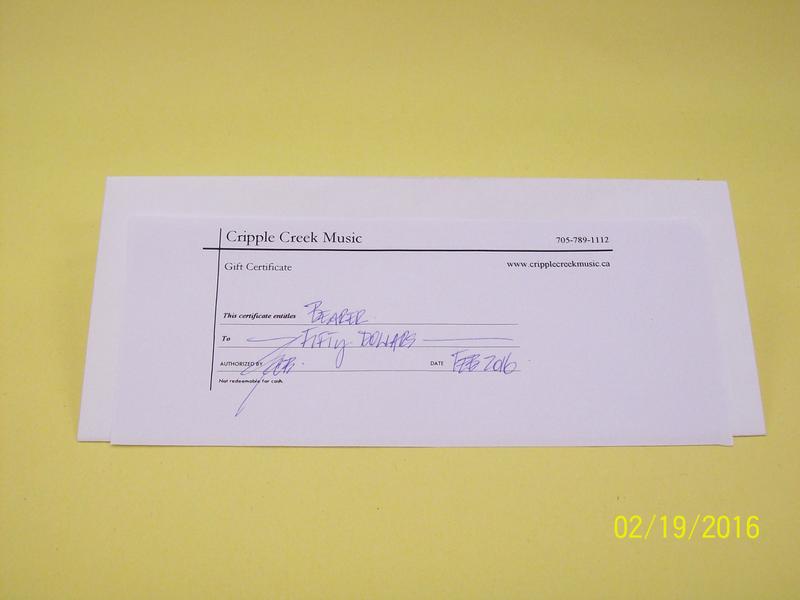 Cripple Creek Music
705-789-1112
Gift Certificate
www.cripplecreekmusic.ca
This certificate entitles BEARER
To FIFTY DOLLARS
AUTHORIZED BY DATE FEB 2016
Not redeemable for cash.
02/19/2016